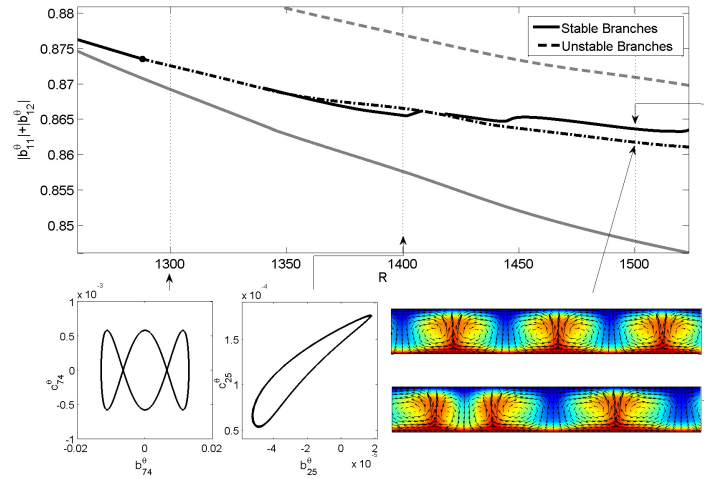 0.88
0.875
0.87
0.865
0.86
0.855
0.85
|b^θ_11|+|b^θ_12|
Stable Branches
Unstable Branches
1300
1350
1400
1450
1500
R
x 10^-3
1
0.5
0
-0.5
-1
c^θ_74
-0.02
0
0.02
b^θ_74
x 10^-4
1.5
1
0.5
c^θ_25
-4
-2
0
2
b^θ_25
x 10^-5